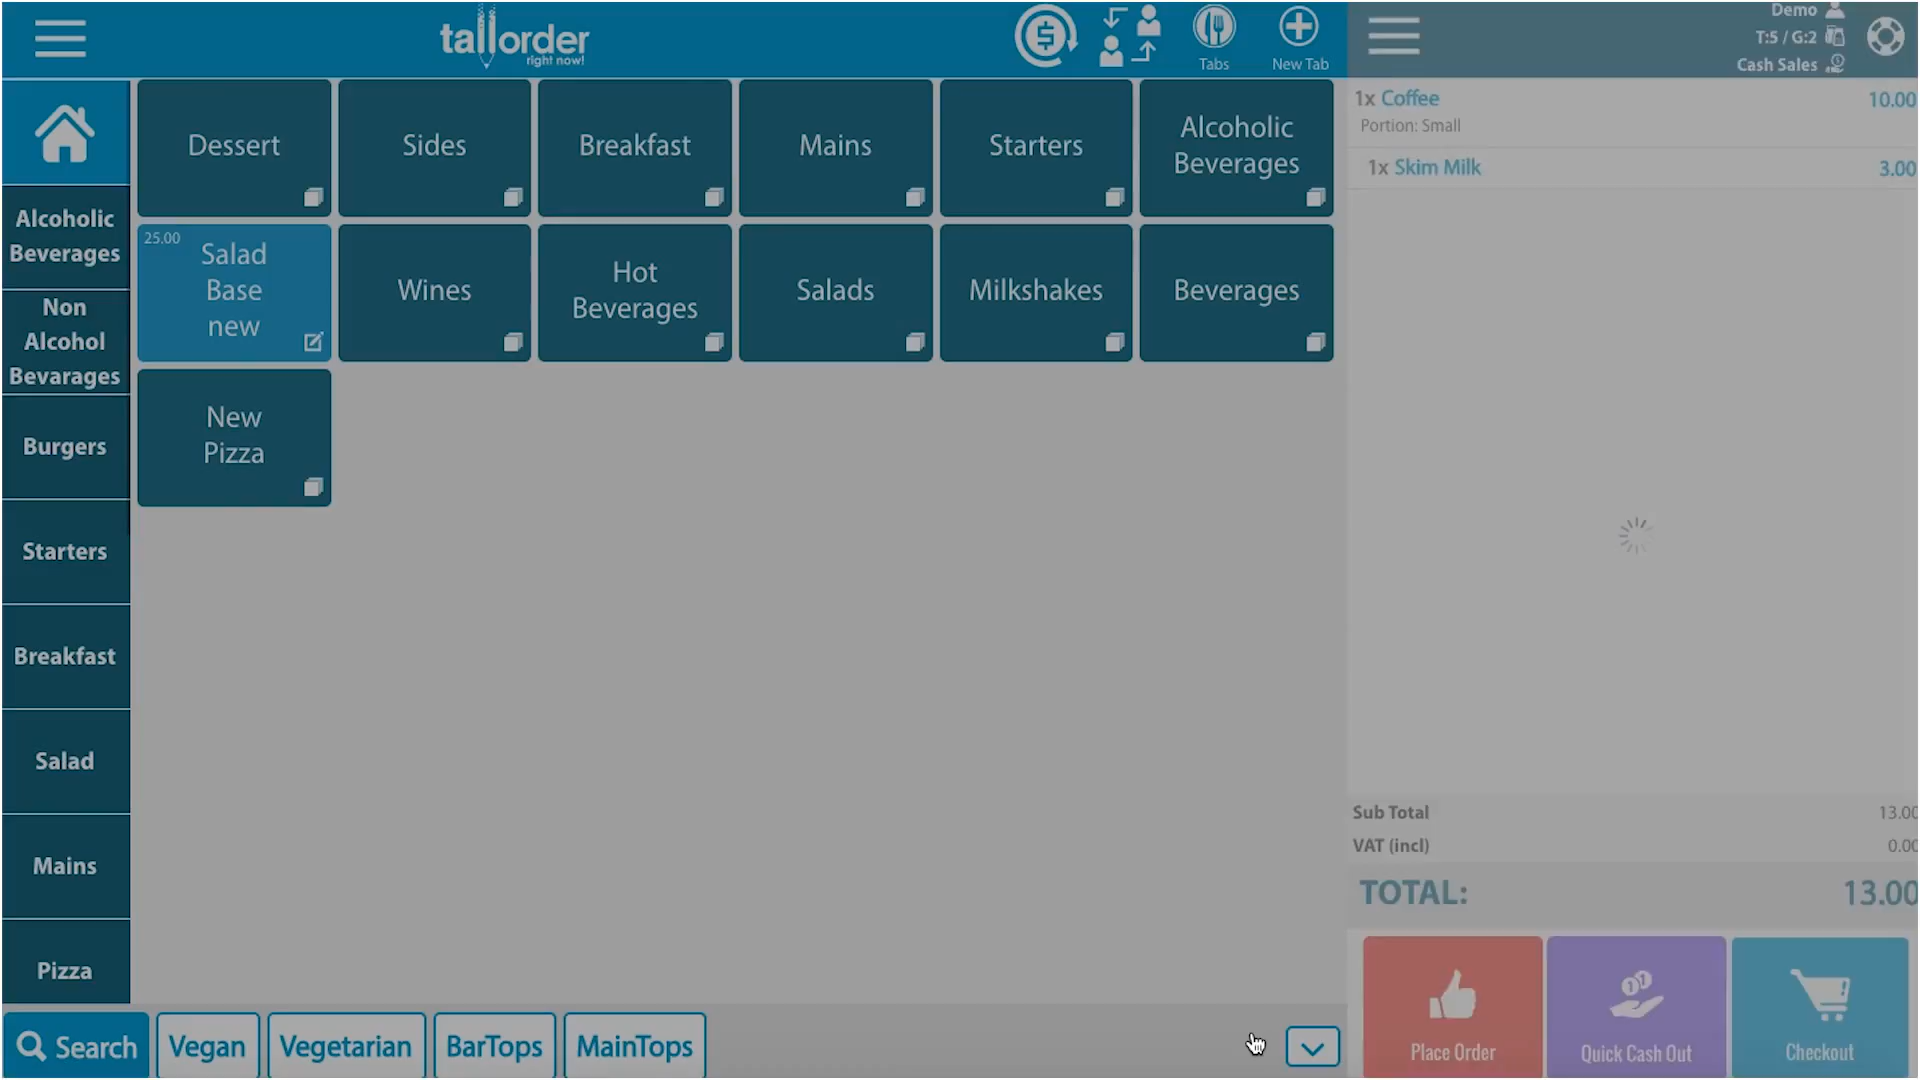 tallorder
right now!
Tabs
New Tab
Demo
T:5 / G:2
Cash Sales
Alcoholic
Beverages
Non
Alcohol
Bevarages
Burgers
Starters
Breakfast
Salad
Mains
Pizza
Dessert
Sides
Breakfast
Mains
Starters
Alcoholic
Beverages
25.00
Salad
Base
new
Wines
Hot
Beverages
Salads
Milkshakes
Beverages
New
Pizza
1x Coffee 10.00
Portion: Small
1x Skim Milk 3.00
Sub Total 13.00
VAT (incl) 0.00
TOTAL: 13.00
Place Order
Quick Cash Out
Checkout
Search
Vegan
Vegetarian
BarTops
MainTops